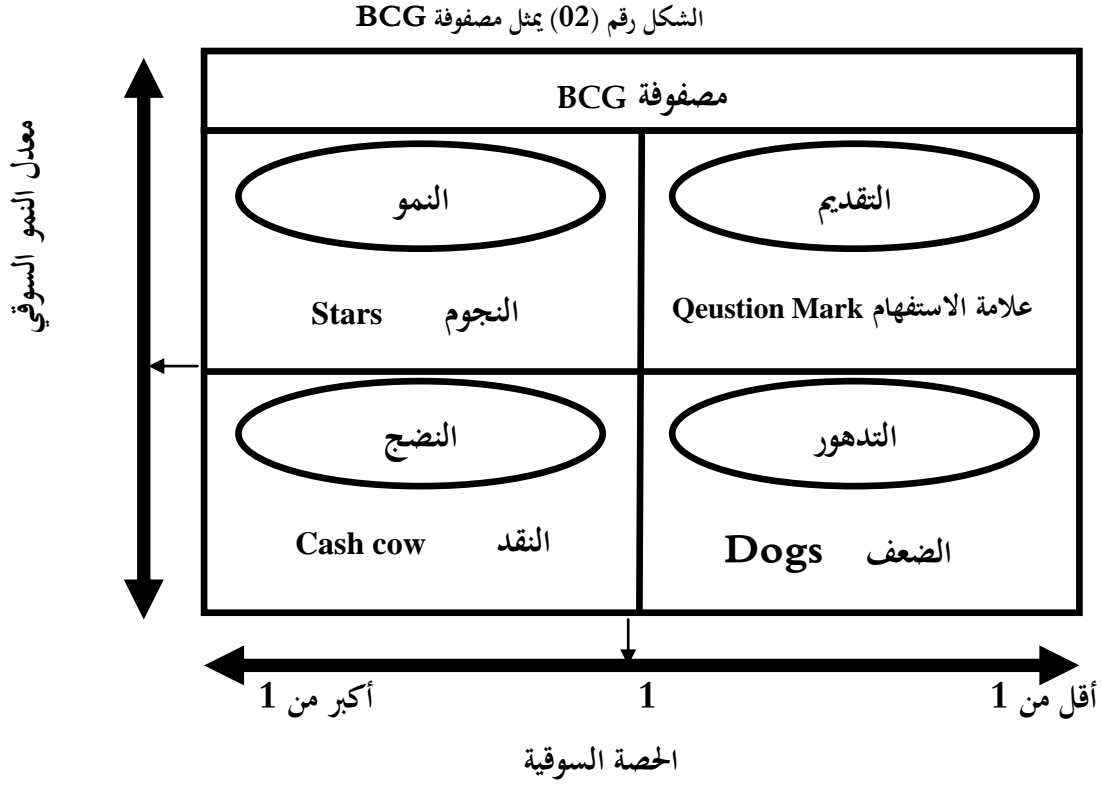 الشكل رقم (02) يمثل مصفوفة BCG
مصفوفة BCG
التقديم
علامة الاستفهام Qeustion Mark
النمو
النجوم Stars
التدهور
الضعف Dogs
النضج
النقد Cash cow
معدل النمو السوقي
أقل من 1
1
أكبر من 1
الحصة السوقية